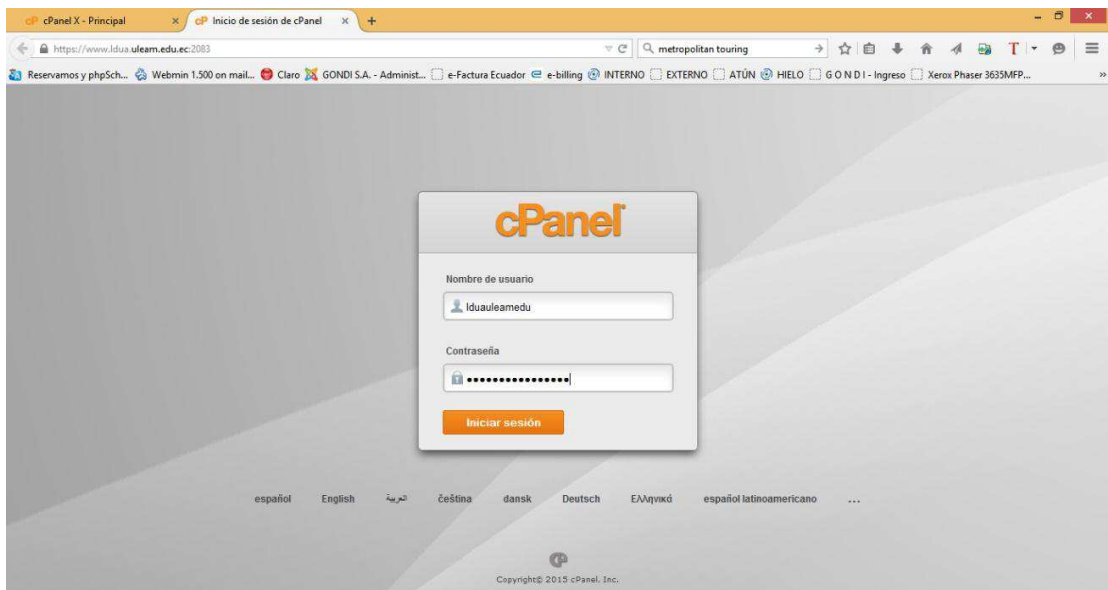 cP cPanel X - Principal
cP Inicio de sesión de cPanel
https://www.ldua.uleam.edu.ec:2083
metropolitan touring
Reservamos y phpSch... Webmin 1.500 on mail... Claro GONDI S.A. - Administ... e-Factura Ecuador e-billing INTERNO EXTERNO ATÚN HIELO G O N D I - Ingreso Xerox Phaser 3635MFP... »
cPanel
Nombre de usuario
lduauleamedu
Contraseña
••••••••••••••••
Iniciar sesión
español English العربية čeština dansk Deutsch Ελληνικά español latinoamericano ...
cP
Copyright© 2015 cPanel, Inc.